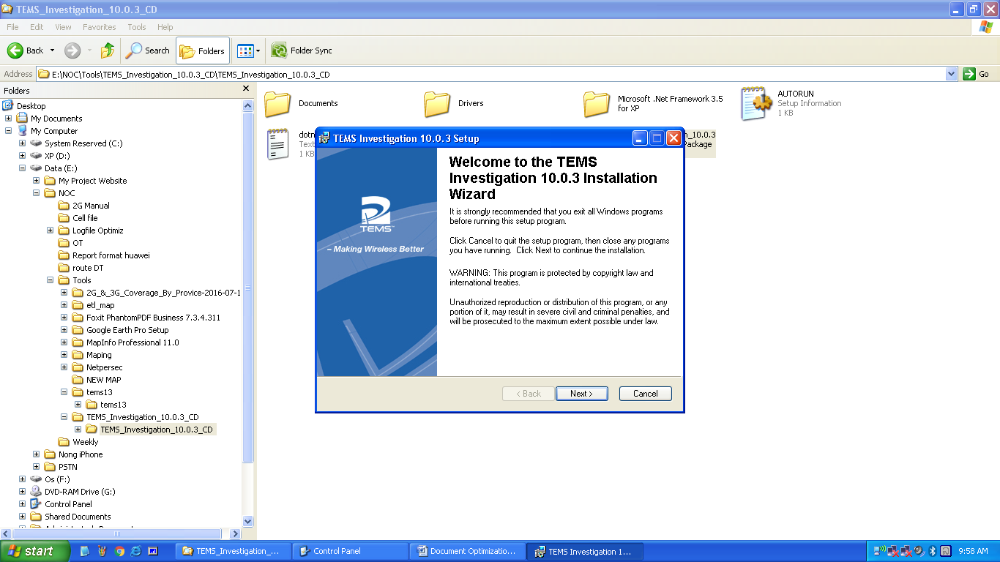 TEMS_Investigation_10.0.3_CD
File Edit View Favorites Tools Help
Back Search Folders Folder Sync
Address E:\NOC\Tools\TEMS_Investigation_10.0.3_CD\TEMS_Investigation_10.0.3_CD Go
Folders
Desktop
My Documents
My Computer
System Reserved (C:)
XP (D:)
Data (E:)
My Project Website
NOC
2G Manual
Cell file
Logfile Optimiz
OT
Report format huawei
route DT
Tools
2G_&_3G_Coverage_By_Provice-2016-07-1
etl_map
Foxit PhantomPDF Business 7.3.4.311
Google Earth Pro Setup
MapInfo Professional 11.0
Maping
Netpersec
NEW MAP
tems13
tems13
TEMS_Investigation_10.0.3_CD
TEMS_Investigation_10.0.3_CD
Weekly
Nong iPhone
PSTN
Os (F:)
DVD-RAM Drive (G:)
Control Panel
Shared Documents
Documents
Drivers
Microsoft .Net Framework 3.5
for XP
AUTORUN
Setup Information
1 KB
dotn
Text
1 KB
n_10.0.3
Package
TEMS Investigation 10.0.3 Setup
TEMS™
– Making Wireless Better
Welcome to the TEMS
Investigation 10.0.3 Installation
Wizard
It is strongly recommended that you exit all Windows programs
before running this setup program.
Click Cancel to quit the setup program, then close any programs
you have running. Click Next to continue the installation.
WARNING: This program is protected by copyright law and
international treaties.
Unauthorized reproduction or distribution of this program, or any
portion of it, may result in severe civil and criminal penalties, and
will be prosecuted to the maximum extent possible under law.
< Back Next > Cancel
start TEMS_Investigation_... Control Panel Document Optimizatio... TEMS Investigation 1... 9:58 AM